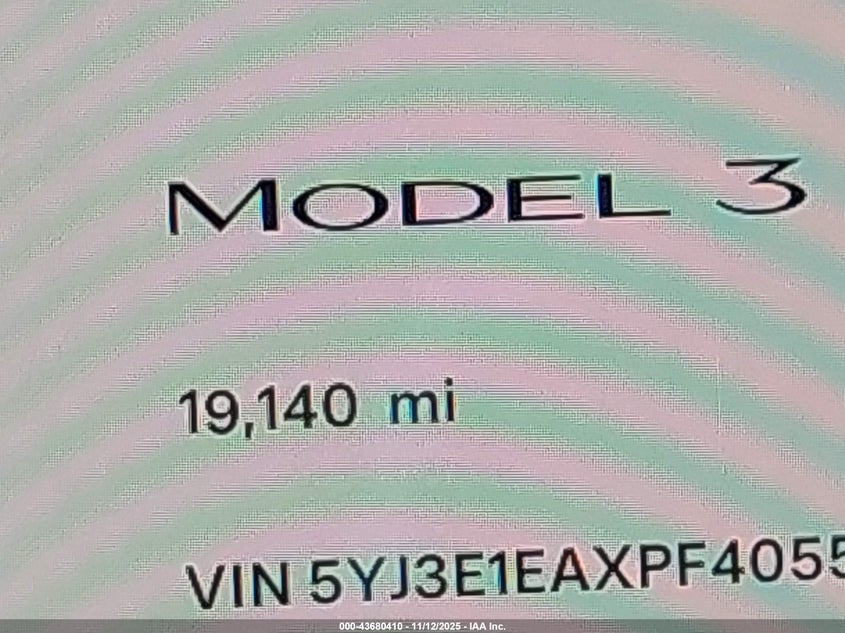 MODEL 3
19,140 mi
VIN 5YJ3E1EAXPF4055
000-43680410 - 11/12/2025 - IAA Inc.